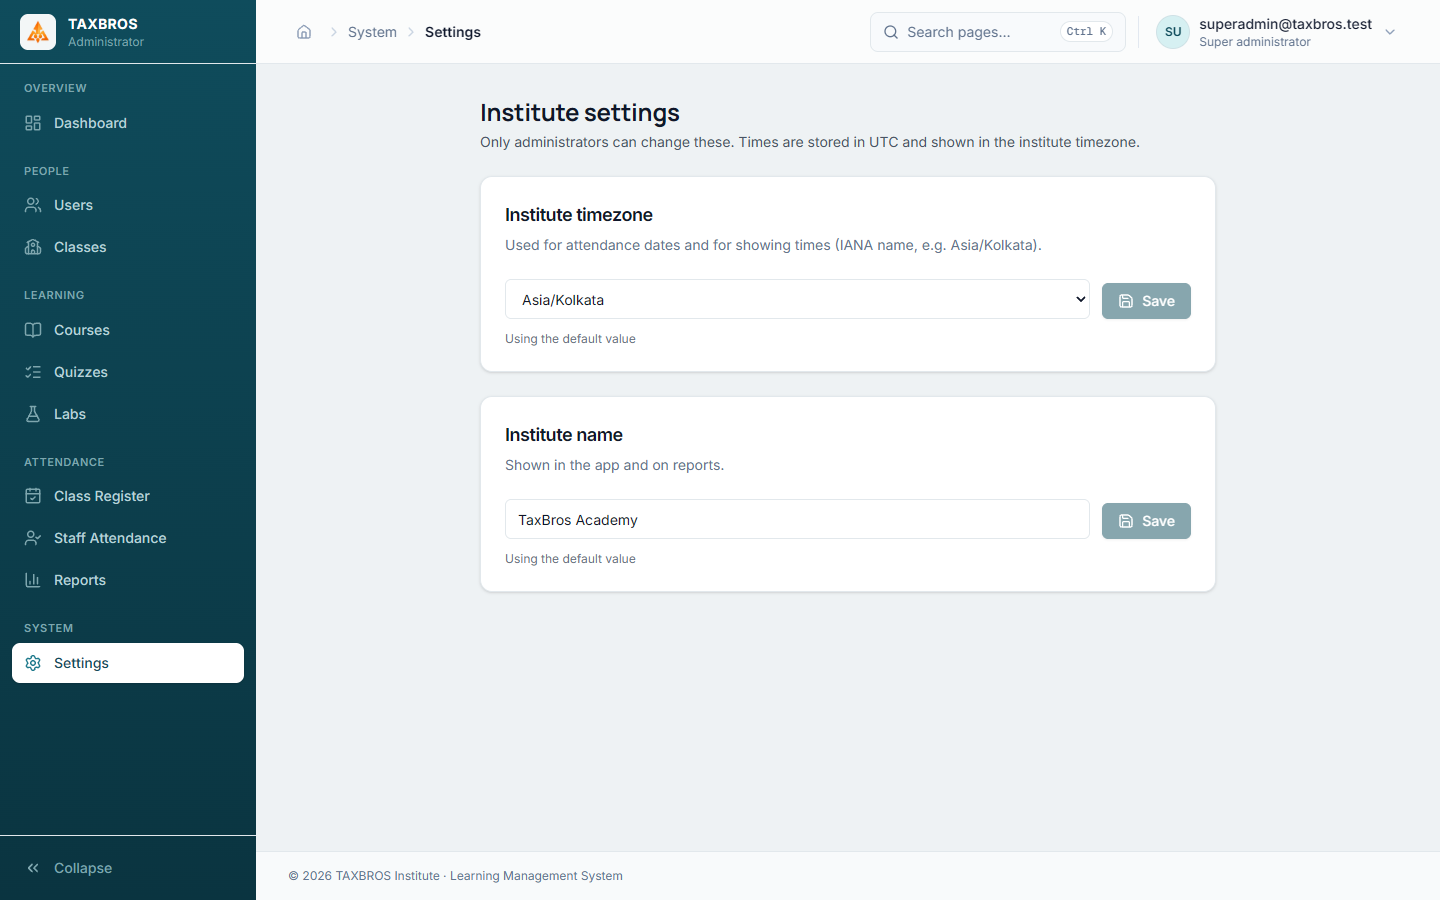 TAXBROS
Administrator
OVERVIEW
Dashboard
PEOPLE
Users
Classes
LEARNING
Courses
Quizzes
Labs
ATTENDANCE
Class Register
Staff Attendance
Reports
SYSTEM
Settings
Collapse
System
Settings
Search pages...
Ctrl K
SU
superadmin@taxbros.test
Super administrator
Institute settings
Only administrators can change these. Times are stored in UTC and shown in the institute timezone.
Institute timezone
Used for attendance dates and for showing times (IANA name, e.g. Asia/Kolkata).
Asia/Kolkata
Save
Using the default value
Institute name
Shown in the app and on reports.
TaxBros Academy
Save
Using the default value
© 2026 TAXBROS Institute · Learning Management System